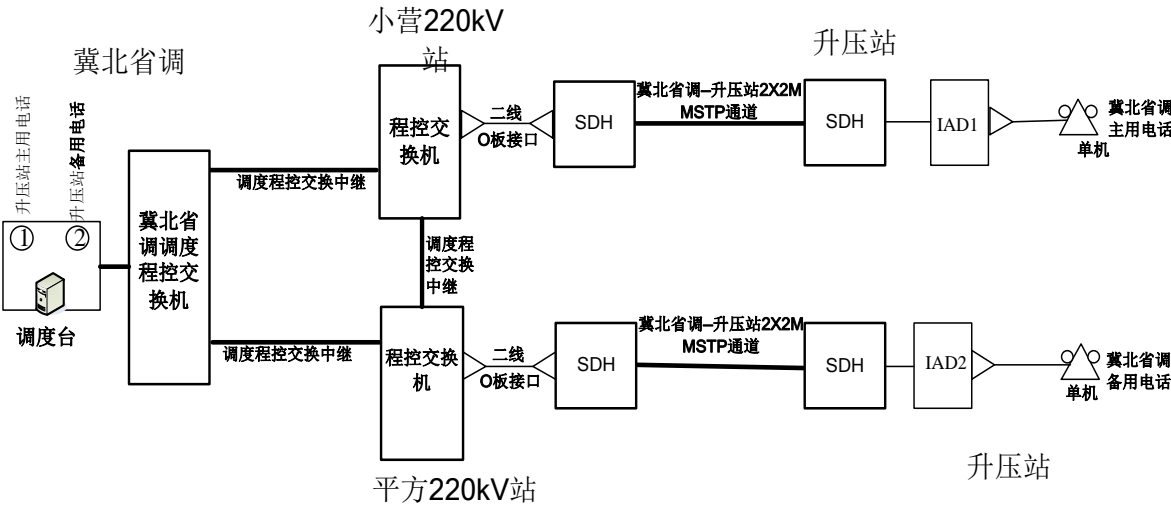 冀北省调
小营220kV
站
升压站
升压站主用电话
升压站备用电话
①
②
调度台
冀北省
调调度
程控交
换机
调度程控交换中继
调度程控交换中继
程控交
换机
二线
O板接口
SDH
冀北省调–升压站2X2M
MSTP通道
SDH
IAD1
单机
冀北省调
主用电话
调度程
控交换
中继
程控交换
机
二线
O板接口
SDH
冀北省调–升压站2X2M
MSTP通道
SDH
IAD2
单机
冀北省调
备用电话
平方220kV站
升压站